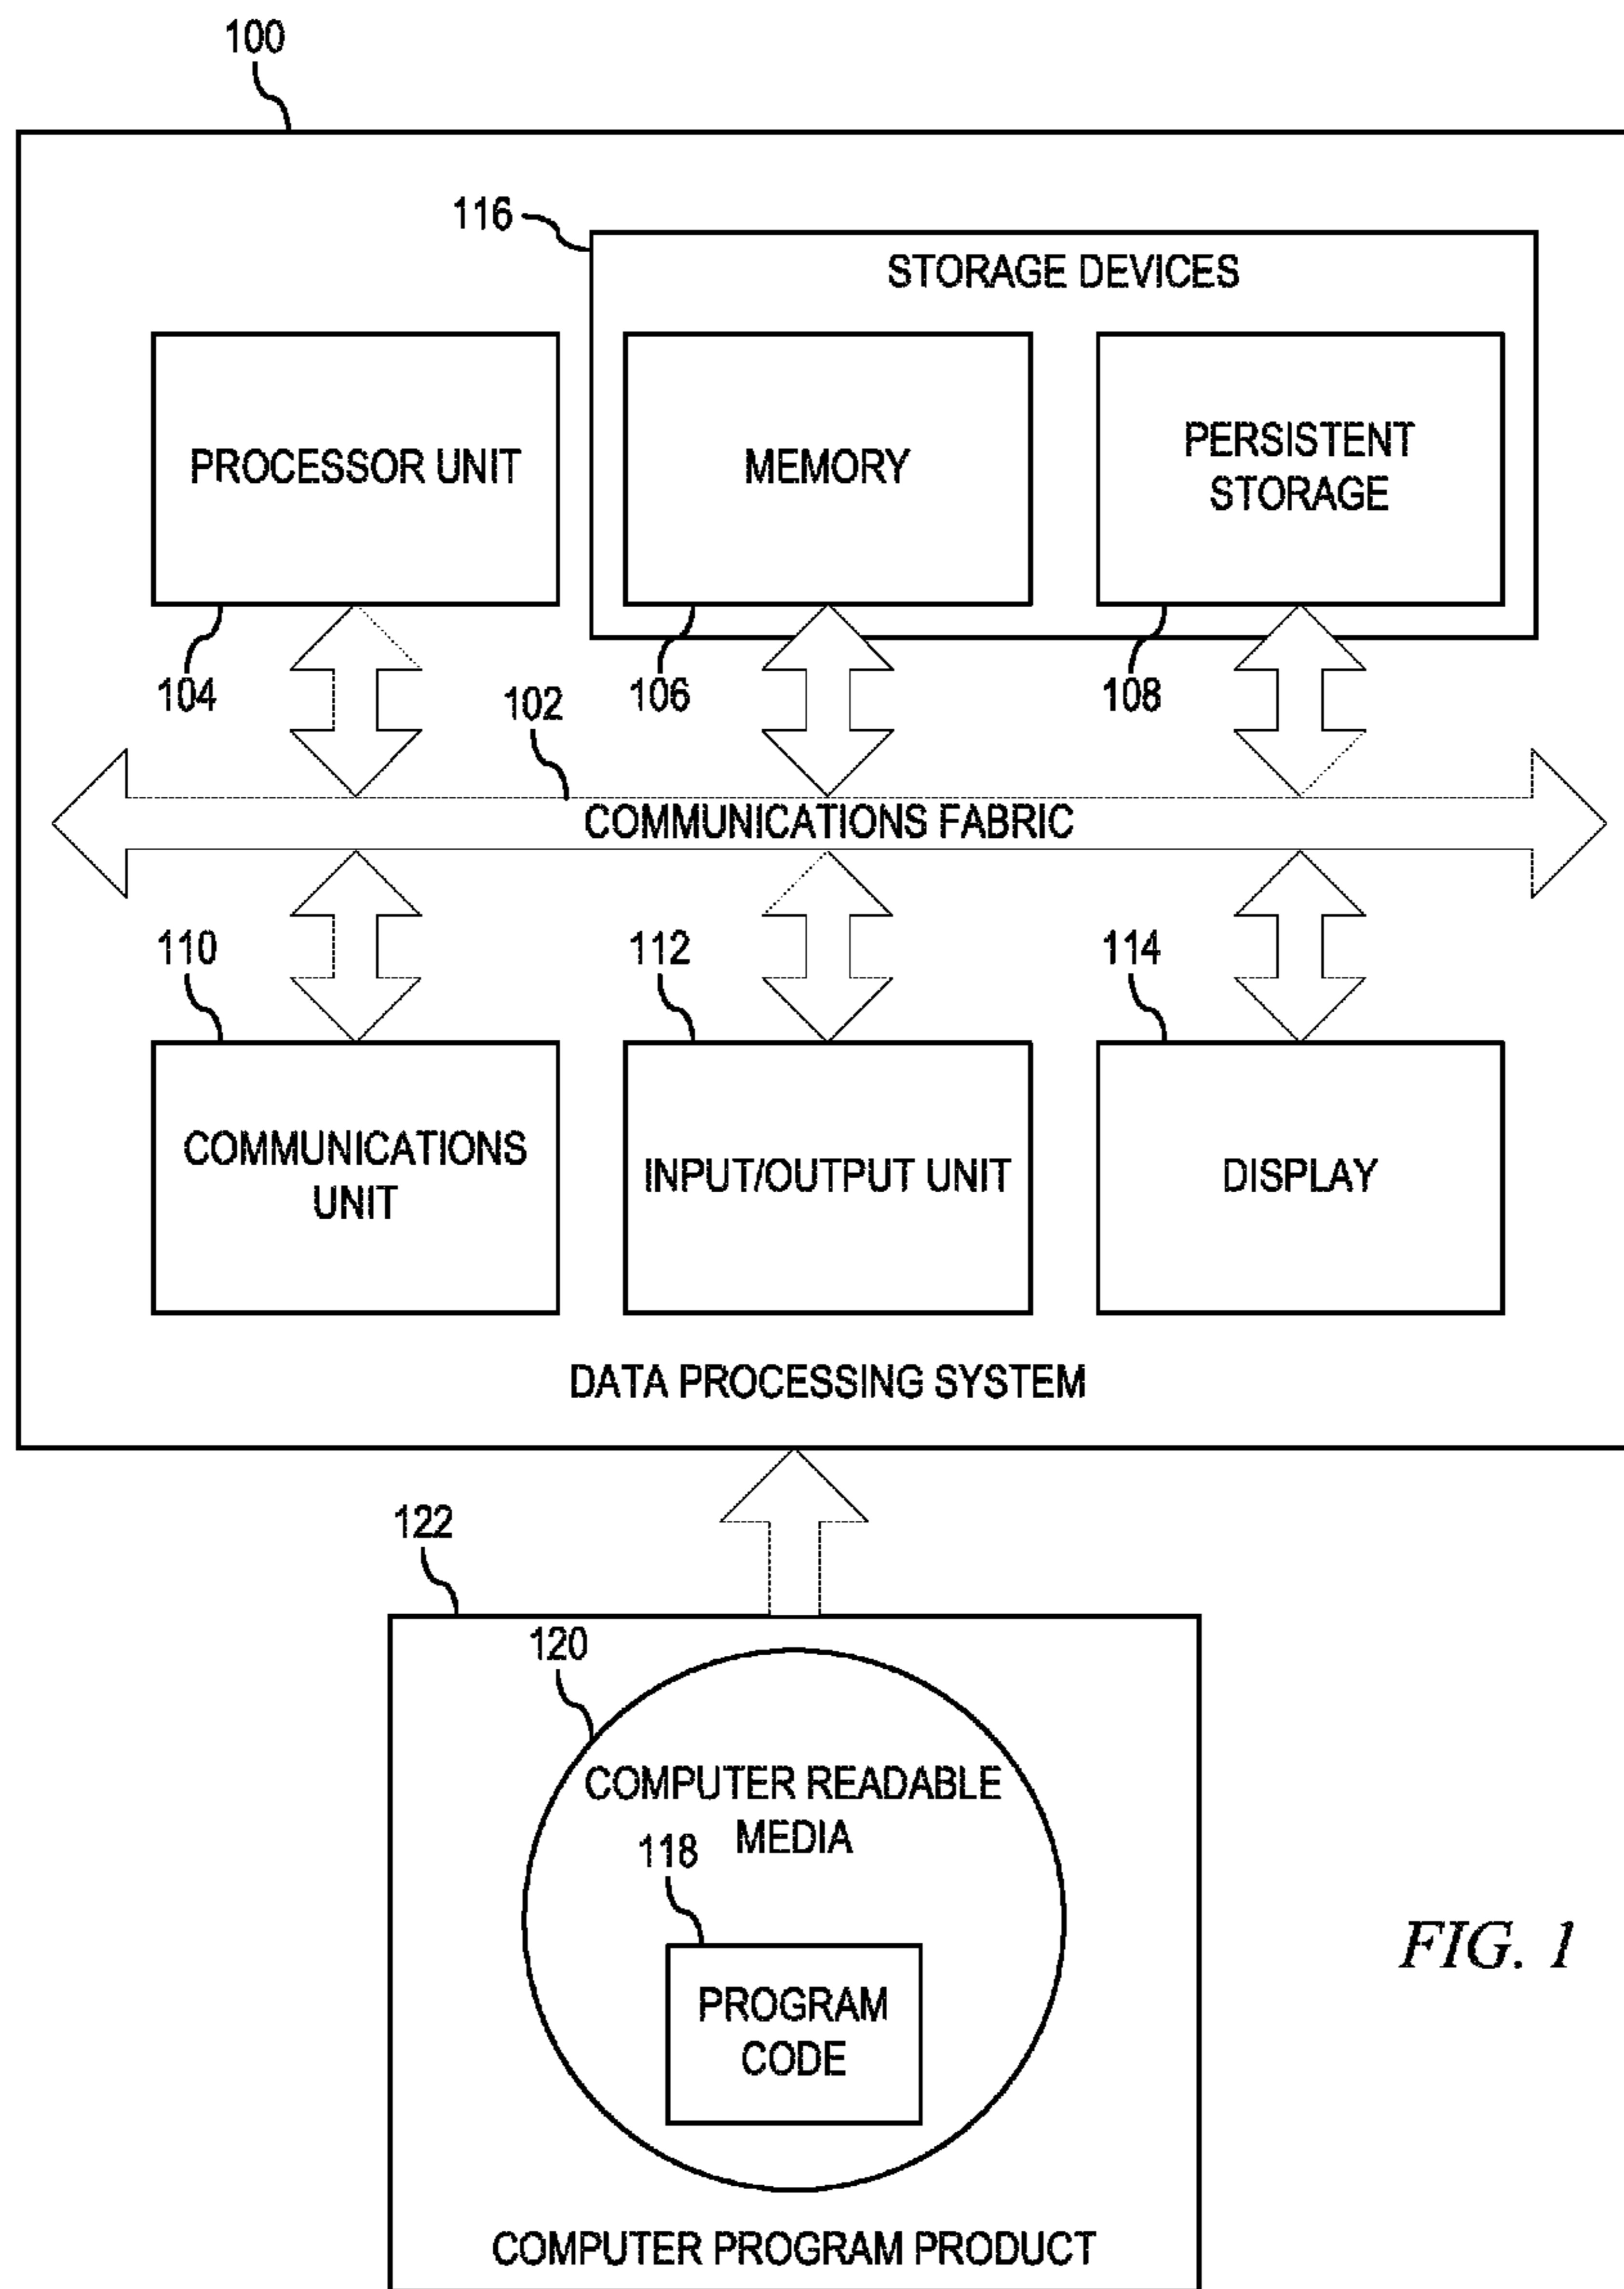 100
116
STORAGE DEVICES
PROCESSOR UNIT
MEMORY
PERSISTENT
STORAGE
104
106
108
102
COMMUNICATIONS FABRIC
110
112
114
COMMUNICATIONS
UNIT
INPUT/OUTPUT UNIT
DISPLAY
DATA PROCESSING SYSTEM
122
120
COMPUTER READABLE
MEDIA
118
PROGRAM
CODE
COMPUTER PROGRAM PRODUCT
FIG. 1